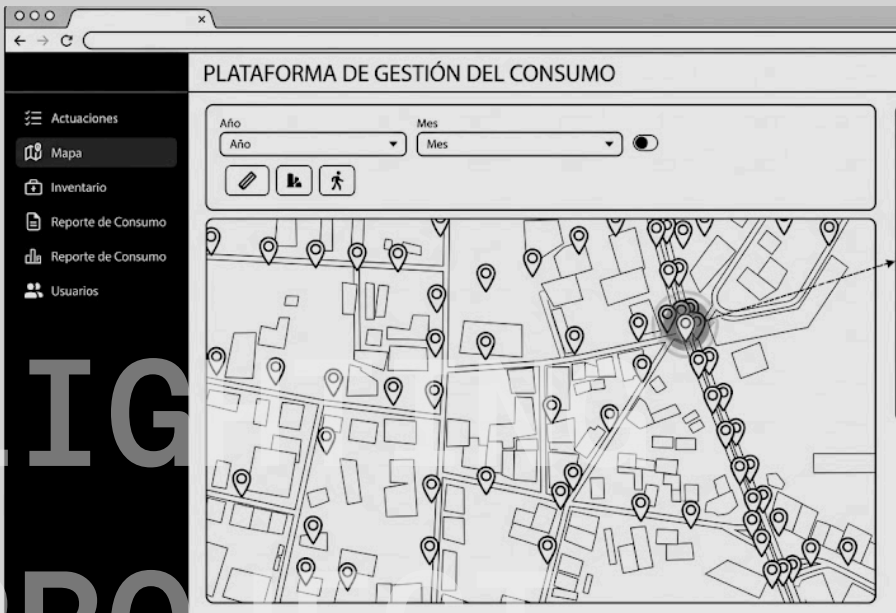 PLATAFORMA DE GESTIÓN DEL CONSUMO
Actuaciones
Mapa
Inventario
Reporte de Consumo
Reporte de Consumo
Usuarios
Año
Mes
Año
Mes